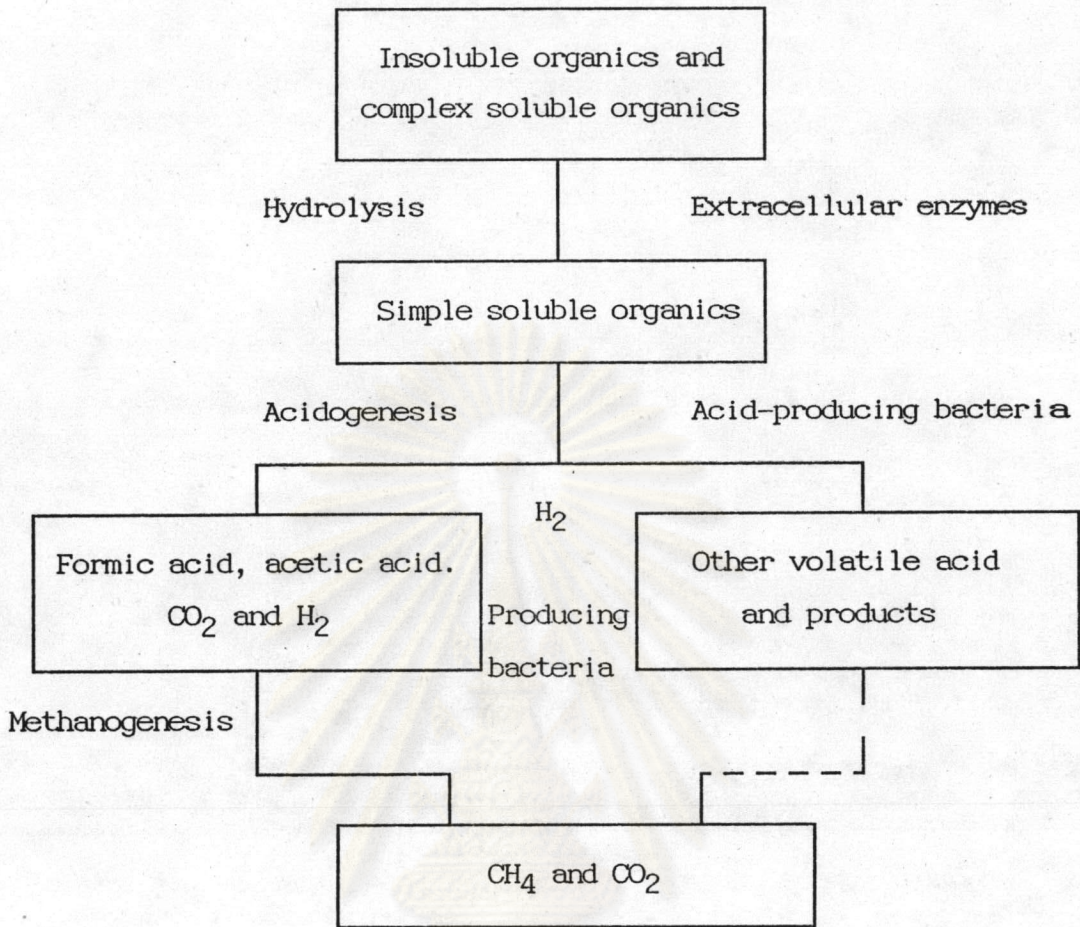 Insoluble organics and
complex soluble organics
Hydrolysis
Extracellular enzymes
Simple soluble organics
Acidogenesis
Acid-producing bacteria
H₂
Formic acid, acetic acid.
CO₂ and H₂
Producing
bacteria
Other volatile acid
and products
Methanogenesis
CH₄ and CO₂